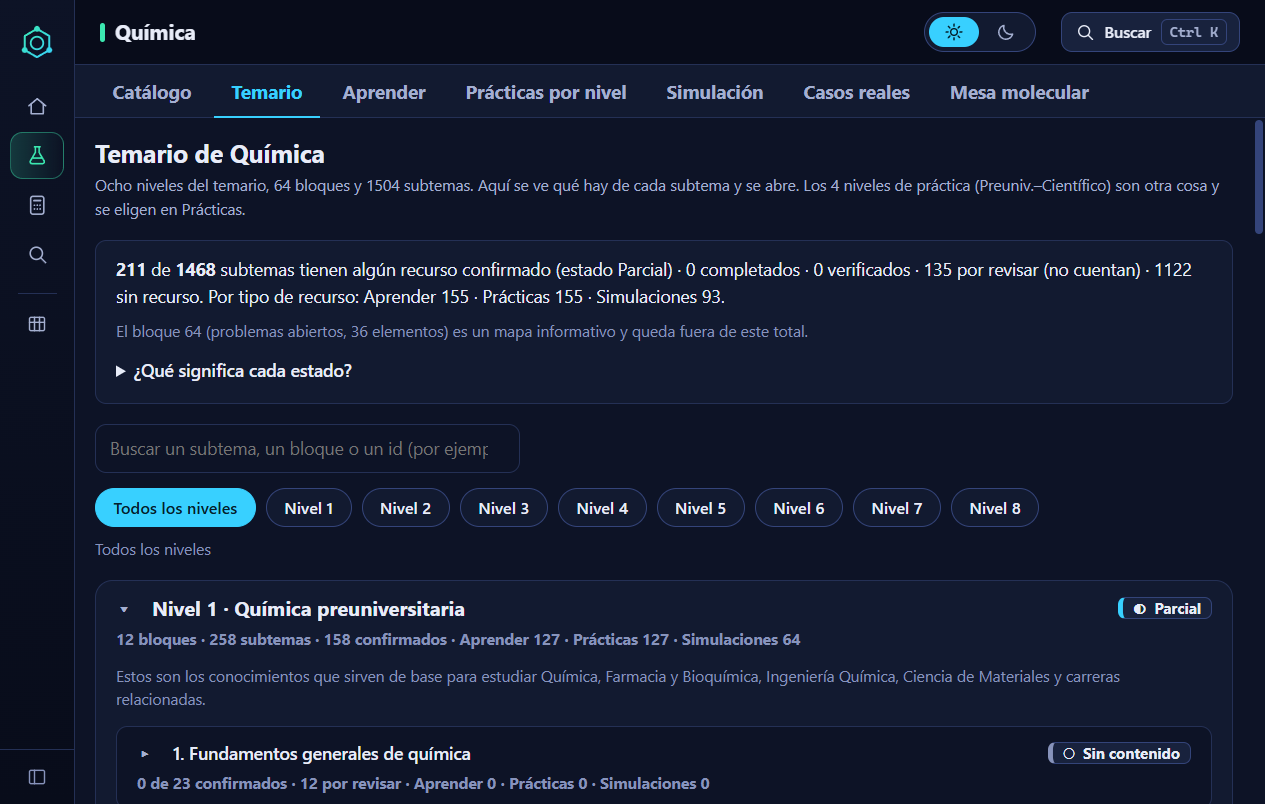 Química
Buscar Ctrl K
Catálogo Temario Aprender Prácticas por nivel Simulación Casos reales Mesa molecular
Temario de Química
Ocho niveles del temario, 64 bloques y 1504 subtemas. Aquí se ve qué hay de cada subtema y se abre. Los 4 niveles de práctica (Preuniv.–Científico) son otra cosa y
se eligen en Prácticas.
211 de 1468 subtemas tienen algún recurso confirmado (estado Parcial) · 0 completados · 0 verificados · 135 por revisar (no cuentan) · 1122
sin recurso. Por tipo de recurso: Aprender 155 · Prácticas 155 · Simulaciones 93.
El bloque 64 (problemas abiertos, 36 elementos) es un mapa informativo y queda fuera de este total.
¿Qué significa cada estado?
Buscar un subtema, un bloque o un id (por ejemp
Todos los niveles Nivel 1 Nivel 2 Nivel 3 Nivel 4 Nivel 5 Nivel 6 Nivel 7 Nivel 8
Todos los niveles
Nivel 1 · Química preuniversitaria Parcial
12 bloques · 258 subtemas · 158 confirmados · Aprender 127 · Prácticas 127 · Simulaciones 64
Estos son los conocimientos que sirven de base para estudiar Química, Farmacia y Bioquímica, Ingeniería Química, Ciencia de Materiales y carreras
relacionadas.
1. Fundamentos generales de química Sin contenido
0 de 23 confirmados · 12 por revisar · Aprender 0 · Prácticas 0 · Simulaciones 0